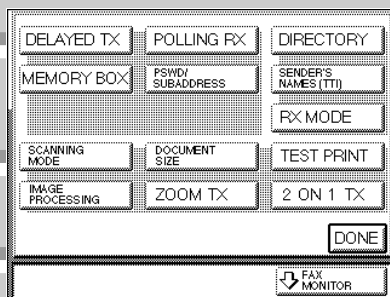 DELAYED TX
POLLING RX
DIRECTORY
MEMORY BOX
PSWD/
SUBADDRESS
SENDER'S
NAMES (TTI)
RX MODE
SCANNING
MODE
DOCUMENT
SIZE
TEST PRINT
IMAGE
PROCESSING
ZOOM TX
2 ON 1 TX
DONE
FAX
MONITOR